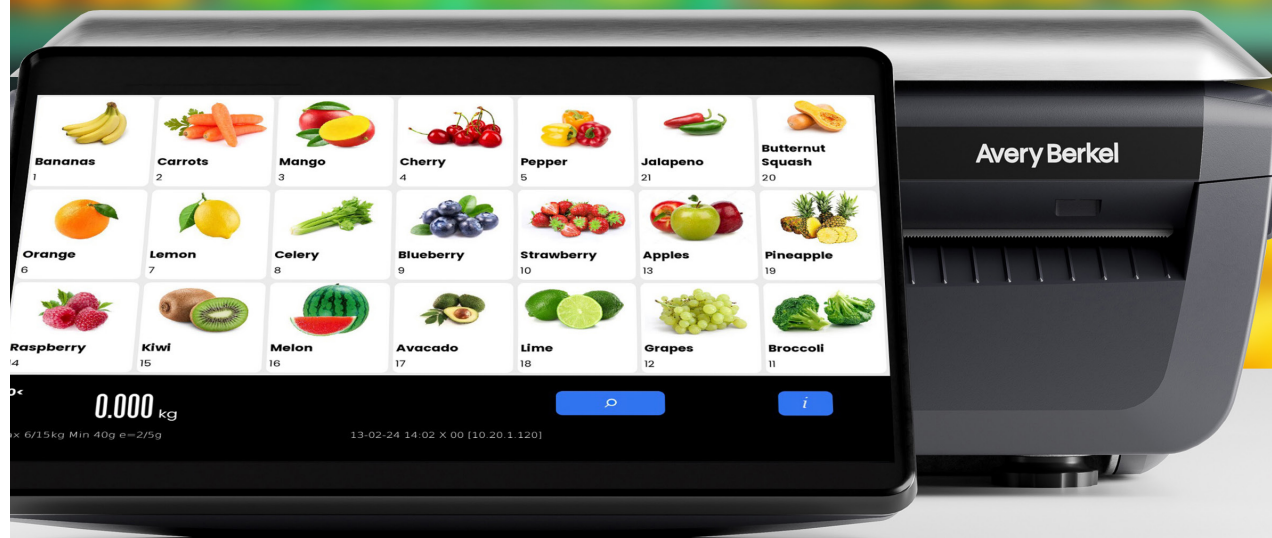 Bananas
1
Carrots
2
Mango
3
Cherry
4
Pepper
5
Jalapeno
21
Butternut
Squash
20
Orange
6
Lemon
7
Celery
8
Blueberry
9
Strawberry
10
Apples
13
Pineapple
19
Raspberry
14
Kiwi
15
Melon
16
Avacado
17
Lime
18
Grapes
12
Broccoli
11
0.000 kg
6/15kg Min 40g e=2/5g
13-02-24 14:02 X 00 [10.20.1.120]
i
Avery Berkel